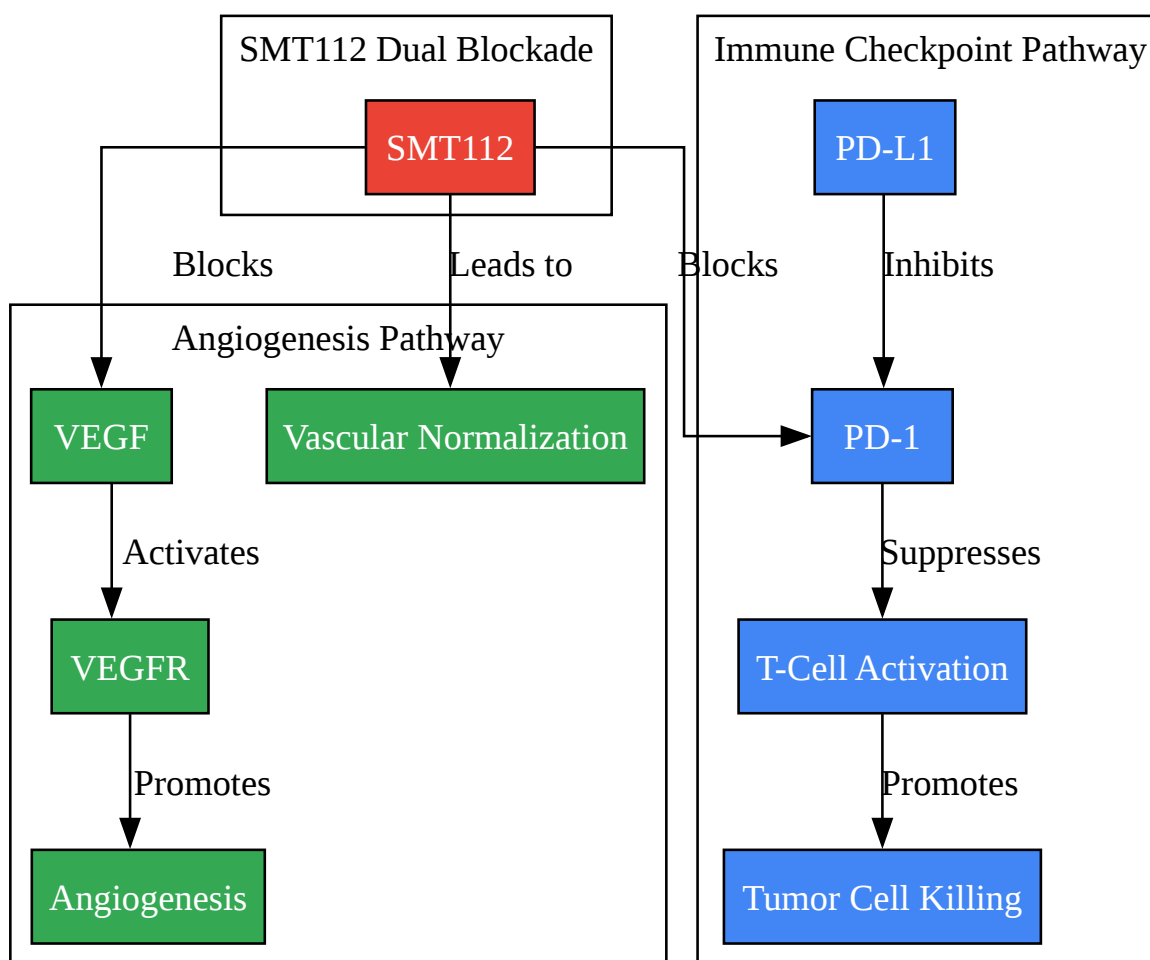 SMT112 Dual Blockade
Immune Checkpoint Pathway
SMT112
PD-L1
Blocks
Leads to
Blocks
Inhibits
Angiogenesis Pathway
VEGF
Vascular Normalization
PD-1
Activates
Suppresses
VEGFR
T-Cell Activation
Promotes
Promotes
Angiogenesis
Tumor Cell Killing